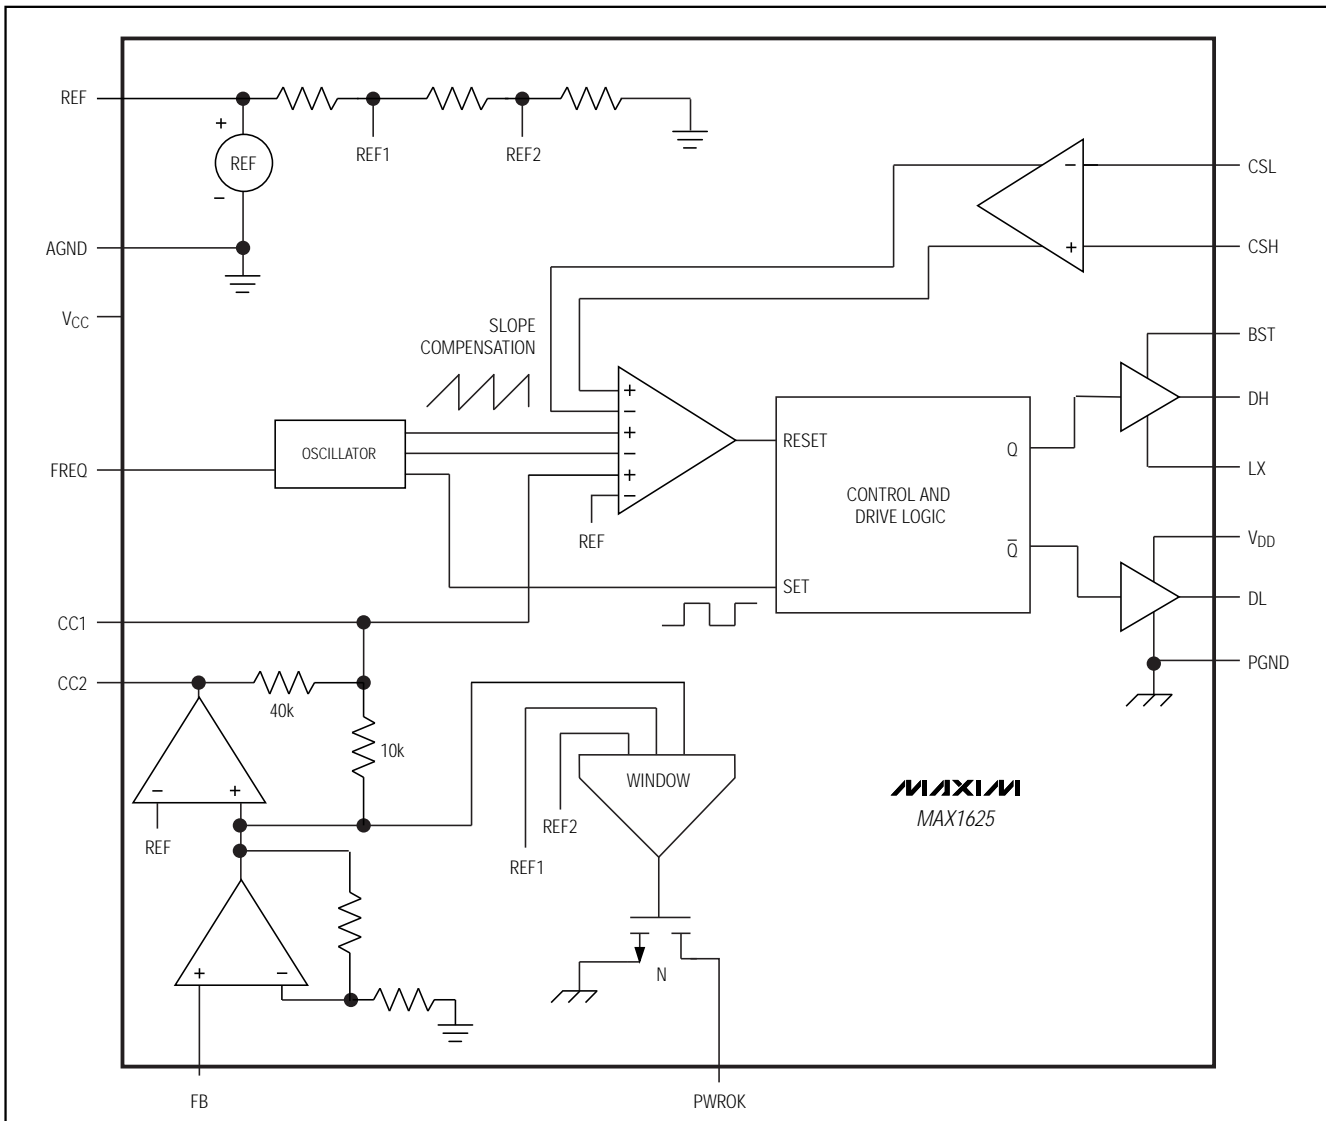 REF
REF1
REF2
+
REF
−
AGND
VCC
SLOPE
COMPENSATION
− CSL
+ CSH
BST
DH
LX
FREQ
OSCILLATOR
+
−
+
−
+
−
REF
RESET
Q
CONTROL AND
DRIVE LOGIC
Q̅
SET
VDD
DL
PGND
CC1
CC2
40k
10k
− +
REF
+ −
WINDOW
REF2
REF1
N
MAXIM
MAX1625
FB
PWROK